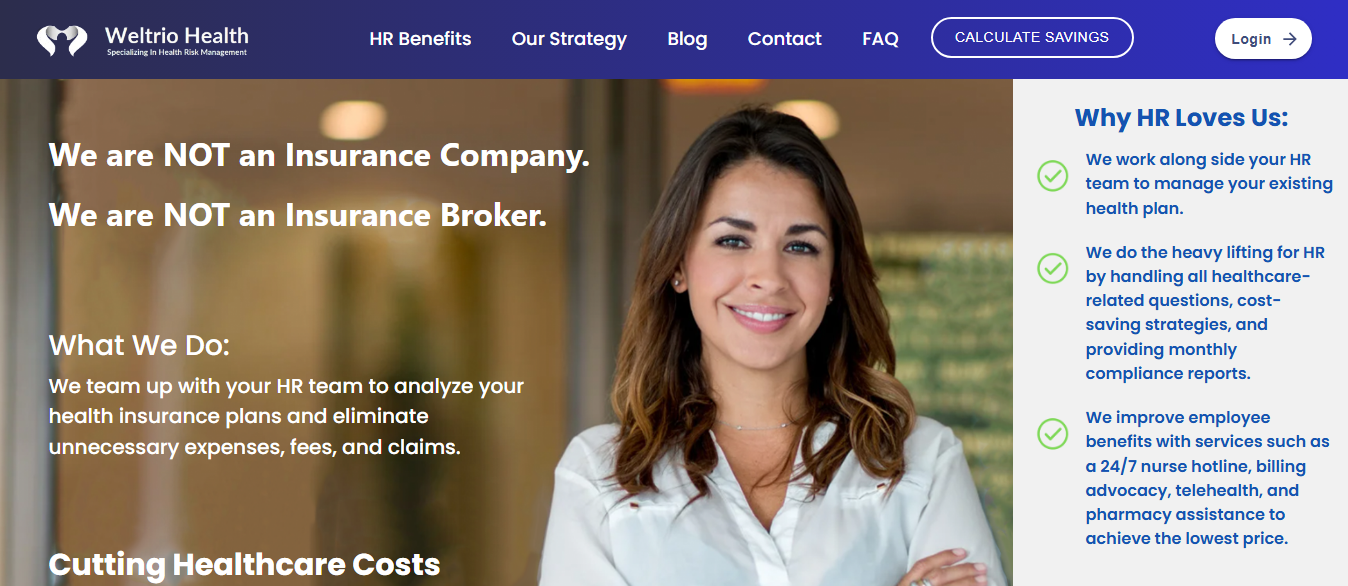 Weltrio Health
Specializing In Health Risk Management
HR Benefits
Our Strategy
Blog
Contact
FAQ
CALCULATE SAVINGS
Login
We are NOT an Insurance Company.
We are NOT an Insurance Broker.
What We Do:
We team up with your HR team to analyze your
health insurance plans and eliminate
unnecessary expenses, fees, and claims.
Cutting Healthcare Costs
Why HR Loves Us:
We work along side your HR
team to manage your existing
health plan.
We do the heavy lifting for HR
by handling all healthcare-
related questions, cost-
saving strategies, and
providing monthly
compliance reports.
We improve employee
benefits with services such as
a 24/7 nurse hotline, billing
advocacy, telehealth, and
pharmacy assistance to
achieve the lowest price.